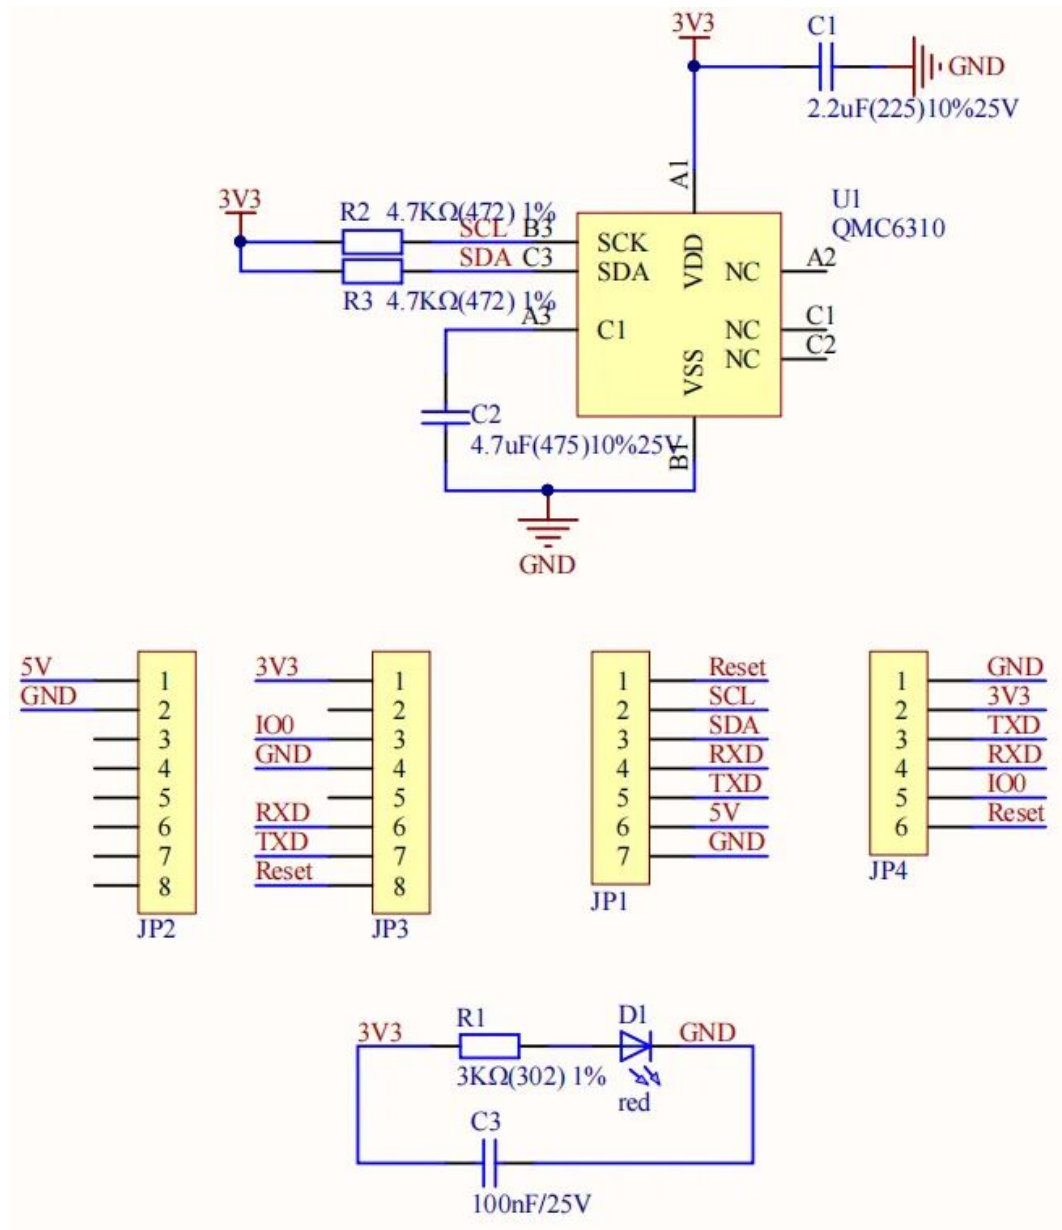 3V3
C1
GND
2.2uF(225)10%25V
A1
3V3
R2 4.7KΩ(472) 1%
SCL B3
SDA C3
R3 4.7KΩ(472) 1%
A3
SCK
SDA
C1
VDD
VSS
NC
NC
NC
U1
QMC6310
A2
C1
C2
C2
4.7uF(475)10%25V
B1
GND
5V
GND
1
2
3
4
5
6
7
8
JP2
3V3
IO0
GND
RXD
TXD
Reset
1
2
3
4
5
6
7
8
JP3
1
2
3
4
5
6
7
Reset
SCL
SDA
RXD
TXD
5V
GND
JP1
1
2
3
4
5
6
GND
3V3
TXD
RXD
IO0
Reset
JP4
3V3
R1
3KΩ(302) 1%
D1
red
GND
C3
100nF/25V